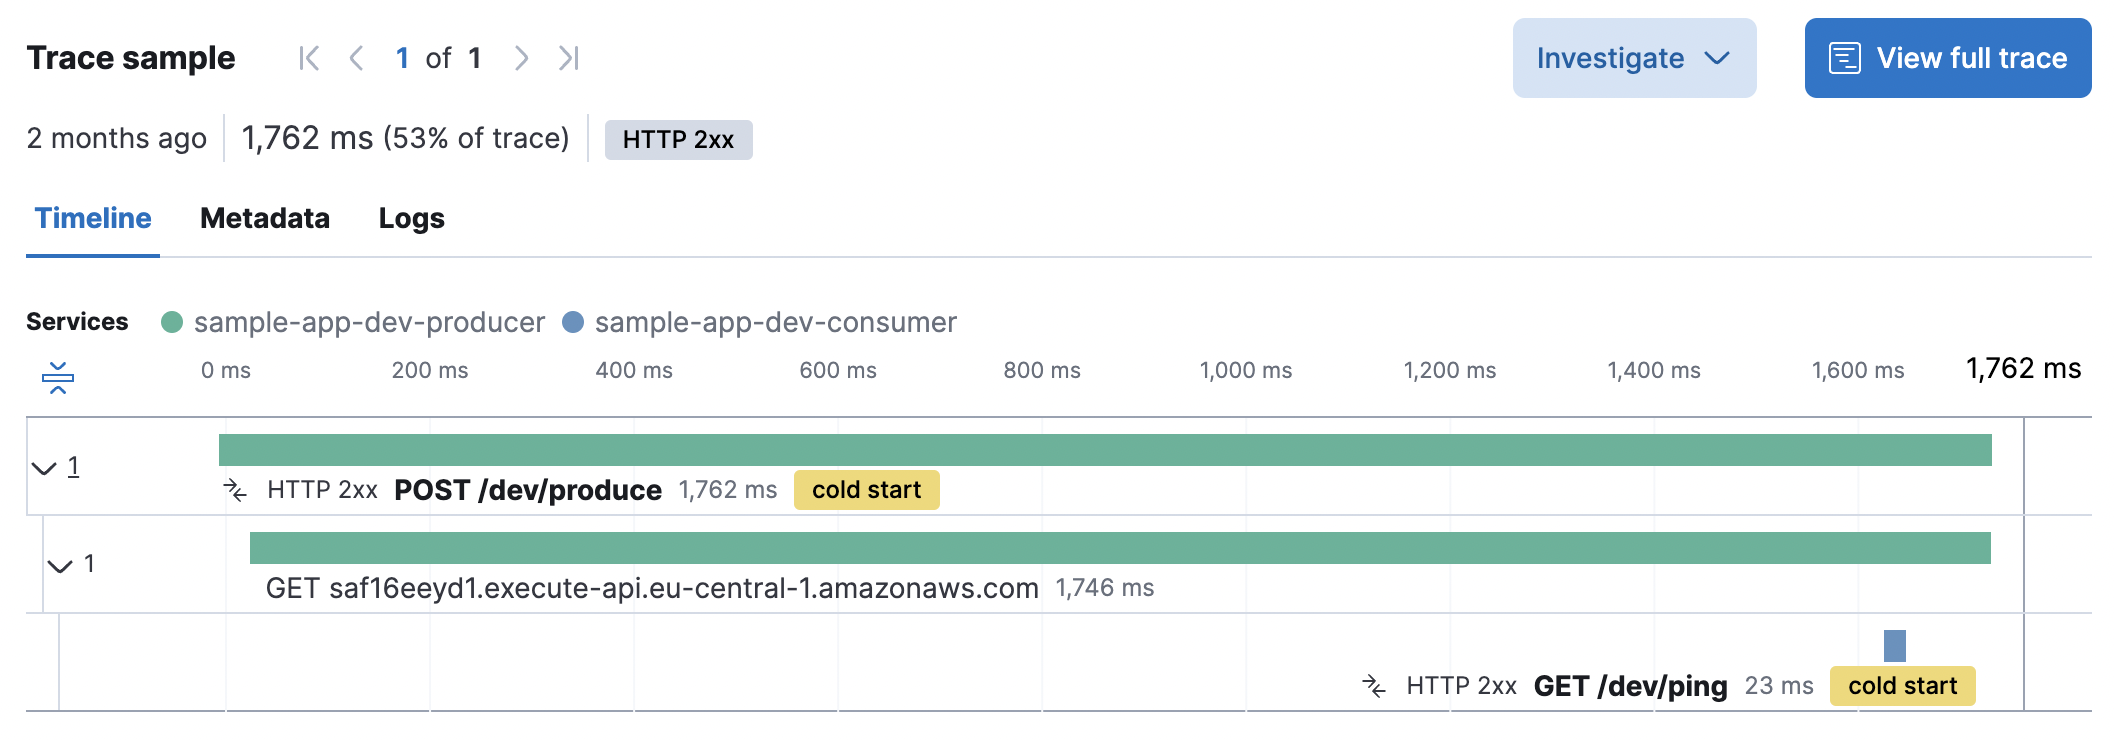 Trace sample 1 of 1 Investigate View full trace
2 months ago 1,762 ms (53% of trace) HTTP 2xx
Timeline Metadata Logs
Services sample-app-dev-producer sample-app-dev-consumer
0 ms 200 ms 400 ms 600 ms 800 ms 1,000 ms 1,200 ms 1,400 ms 1,600 ms 1,762 ms
1
HTTP 2xx POST /dev/produce 1,762 ms cold start
1
GET saf16eeyd1.execute-api.eu-central-1.amazonaws.com 1,746 ms
HTTP 2xx GET /dev/ping 23 ms cold start